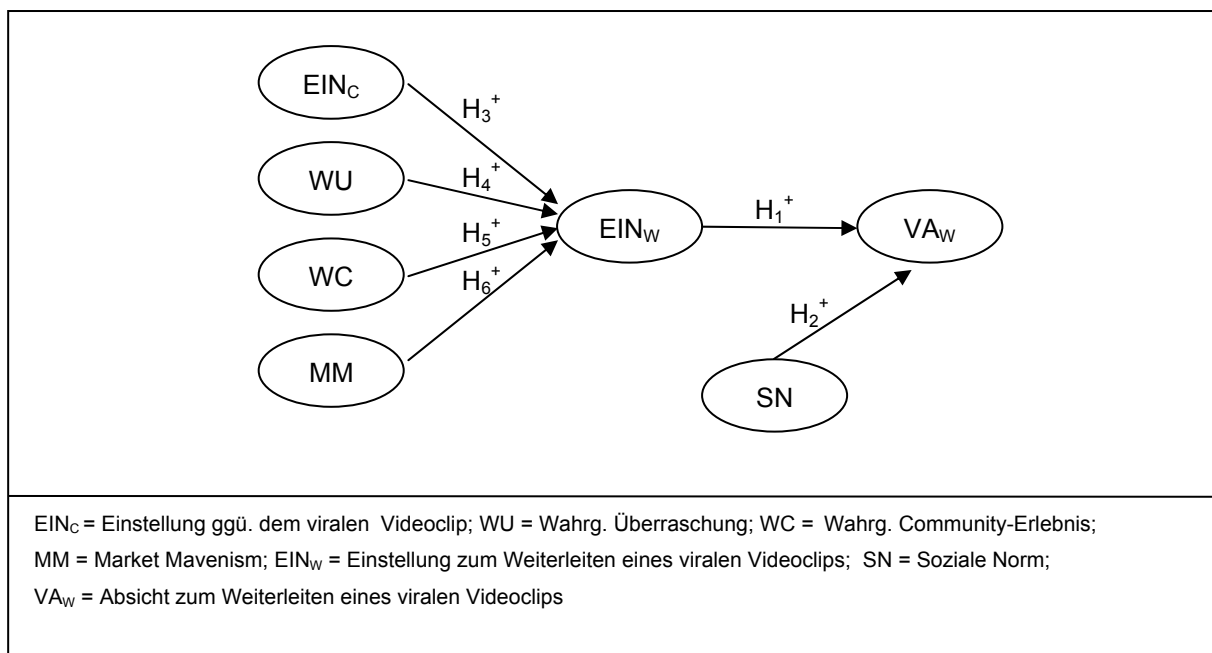 EIN_C
H_3^+
WU
H_4^+
WC
H_5^+
MM
H_6^+
EIN_W
H_1^+
VA_W
H_2^+
SN
EIN_C = Einstellung ggü. dem viralen Videoclip; WU = Wahrg. Überraschung; WC = Wahrg. Community-Erlebnis;
MM = Market Mavenism; EIN_W = Einstellung zum Weiterleiten eines viralen Videoclips; SN = Soziale Norm;
VA_W = Absicht zum Weiterleiten eines viralen Videoclips